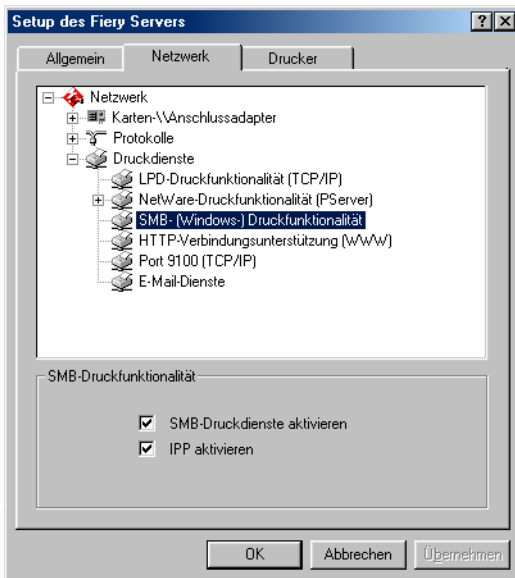 Setup des Fiery Servers
Allgemein Netzwerk Drucker
Netzwerk
Karten-\\Anschlussadapter
Protokolle
Druckdienste
LPD-Druckfunktionalität (TCP/IP)
NetWare-Druckfunktionalität (PServer)
SMB- (Windows-) Druckfunktionalität
HTTP-Verbindungsunterstützung (WWW)
Port 9100 (TCP/IP)
E-Mail-Dienste
SMB-Druckfunktionalität
SMB-Druckdienste aktivieren
IPP aktivieren
OK Abbrechen Übernehmen